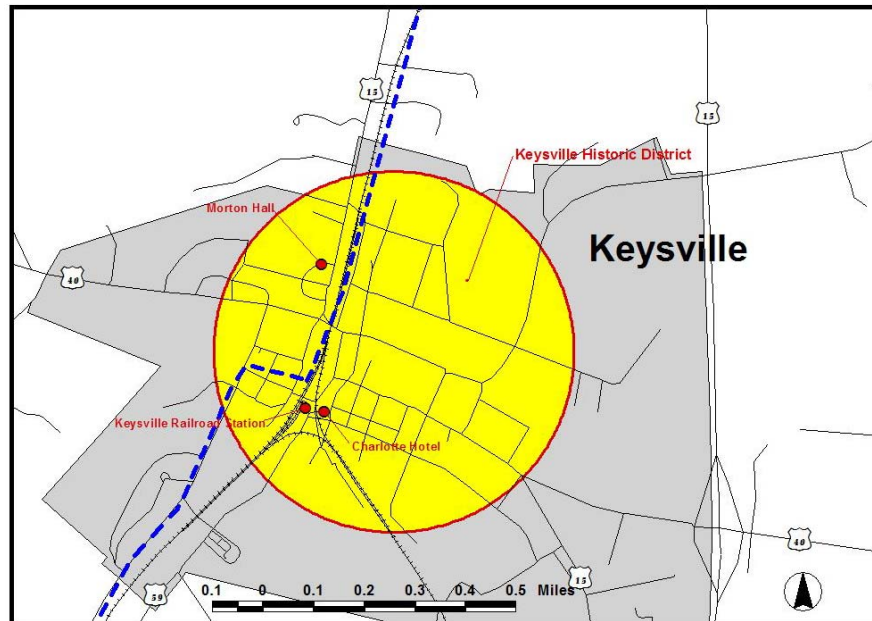 15
15
Keysville Historic District
Morton Hall
Keysville
40
Keysville Railroad Station
Charlotte Hotel
40
15
59
0.1 0 0.1 0.2 0.3 0.4 0.5 Miles